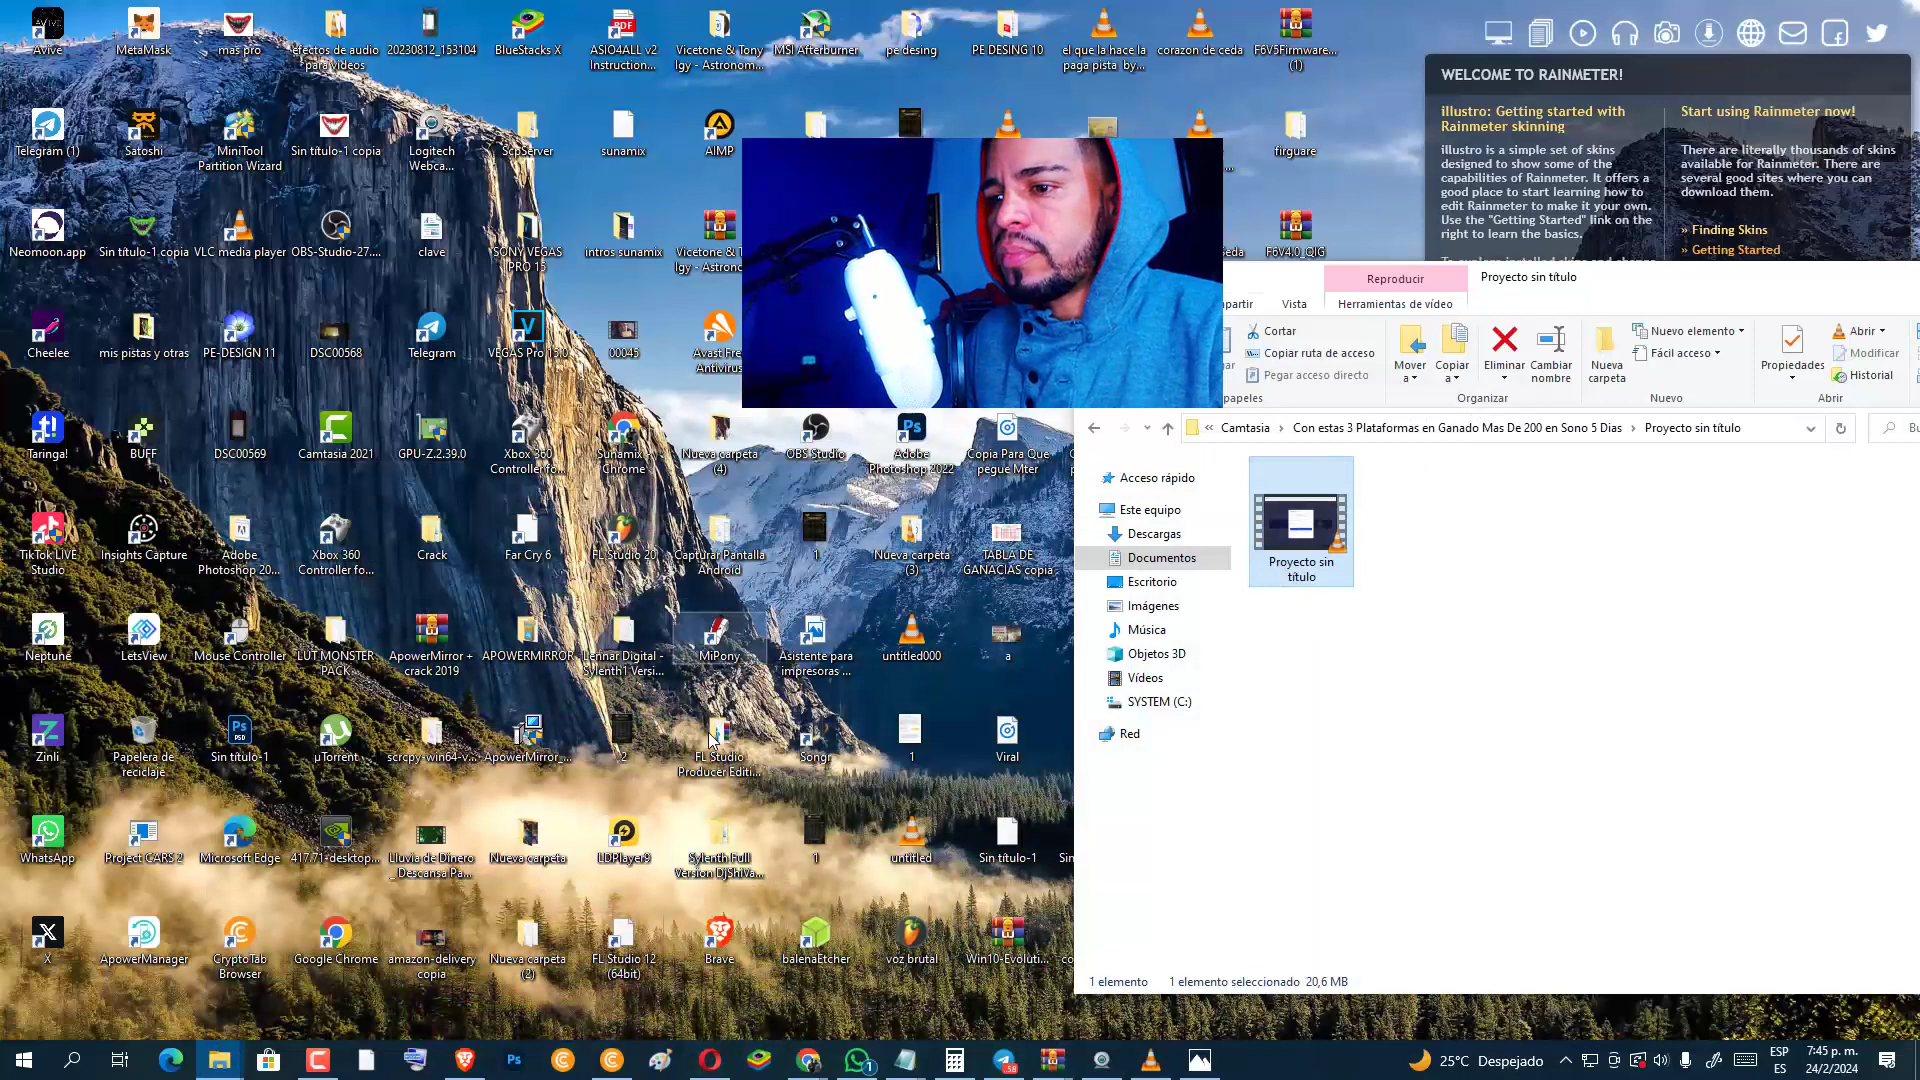 Avive
MetaMask
mas pro
efectos de audio
para videos
20230812_153104
BlueStacks X
ASIO4ALL v2
Instruction...
Vicetone & Tony
Igy - Astronom...
MSI Afterburner
pe desing
PE DESING 10
el que la hace la
paga pista by...
corazon de ceda
F6V5Firmware...
(1)
Telegram (1)
Satoshi
MiniTool
Partition Wizard
Sin título-1 copia
Logitech
Webca...
ScpServer
sunamix
AIMP
firguare
Neomoon.app
Sin título-1 copia
VLC media player
OBS-Studio-27....
clave
SONY VEGAS
PRO 15
intros sunamix
Vicetone & To
Igy - Astrono
F6V4.0_QIG
Cheelee
mis pistas y otras
PE-DESIGN 11
DSC00568
Telegram
VEGAS Pro 15.0
00045
Avast Fre
Antivirus
Taringa!
BUFF
DSC00569
Camtasia 2021
GPU-Z.2.39.0
Xbox 360
Controller fo...
Sunamix -
Chrome
Nueva carpeta
(4)
OBS Studio
Adobe
Photoshop 2022
Copia Para Que
pegue Mter
TikTok LIVE
Studio
Insights Capture
Adobe
Photoshop 20...
Xbox 360
Controller fo...
Crack
Far Cry 6
FL Studio 20
Capturar Pantalla
Android
1
Nueva carpeta
(3)
TABLA DE
GANACIAS copia
Neptune
LetsView
Mouse Controller
LUT MONSTER
PACK
ApowerMirror +
crack 2019
APOWERMIRROR
Lennar Digital -
Sylenth1 Versi...
MiPony
Asistente para
impresoras ...
untitled000
a
Zinli
Papelera de
reciclaje
Sin título-1
µTorrent
scrcpy-win64-v...
ApowerMirror_...
2
FL Studio
Producer Editi...
Songr
1
Viral
WhatsApp
Project CARS 2
Microsoft Edge
417.71-desktop...
Lluvia de Dinero
_ Descansa Pa...
Nueva carpeta
LDPlayer9
Sylenth Full
Version DjShiVa...
1
untitled
Sin título-1
Sin
X
ApowerManager
CryptoTab
Browser
Google Chrome
amazon-delivery
copia
Nueva carpeta
(2)
FL Studio 12
(64bit)
Brave
balenaEtcher
voz brutal
Win10-Evoluti...
WELCOME TO RAINMETER!
illustro: Getting started with
Rainmeter skinning
illustro is a simple set of skins
designed to show some of the
capabilities of Rainmeter. It offers a
good place to start learning how to
edit Rainmeter to make it your own.
Use the "Getting Started" link on the
right to learn the basics.
Start using Rainmeter now!
There are literally thousands of skins
available for Rainmeter. There are
several good sites where you can
download them.
» Finding Skins
» Getting Started
Reproducir
Proyecto sin título
partir
Vista
Herramientas de vídeo
Cortar
Copiar ruta de acceso
Pegar acceso directo
Mover
a
Copiar
a
Eliminar
Cambiar
nombre
Nueva
carpeta
Nuevo elemento
Fácil acceso
Propiedades
Abrir
Modificar
Historial
apeles
Organizar
Nuevo
Abrir
« Camtasia > Con estas 3 Plataformas en Ganado Mas De 200 en Sono 5 Dias > Proyecto sin título
Bu
Acceso rápido
Este equipo
Descargas
Documentos
Escritorio
Imágenes
Música
Objetos 3D
Vídeos
SYSTEM (C:)
Red
Proyecto sin
título
1 elemento
1 elemento seleccionado 20,6 MB
25°C Despejado
ESP
ES
7:45 p. m.
24/2/2024